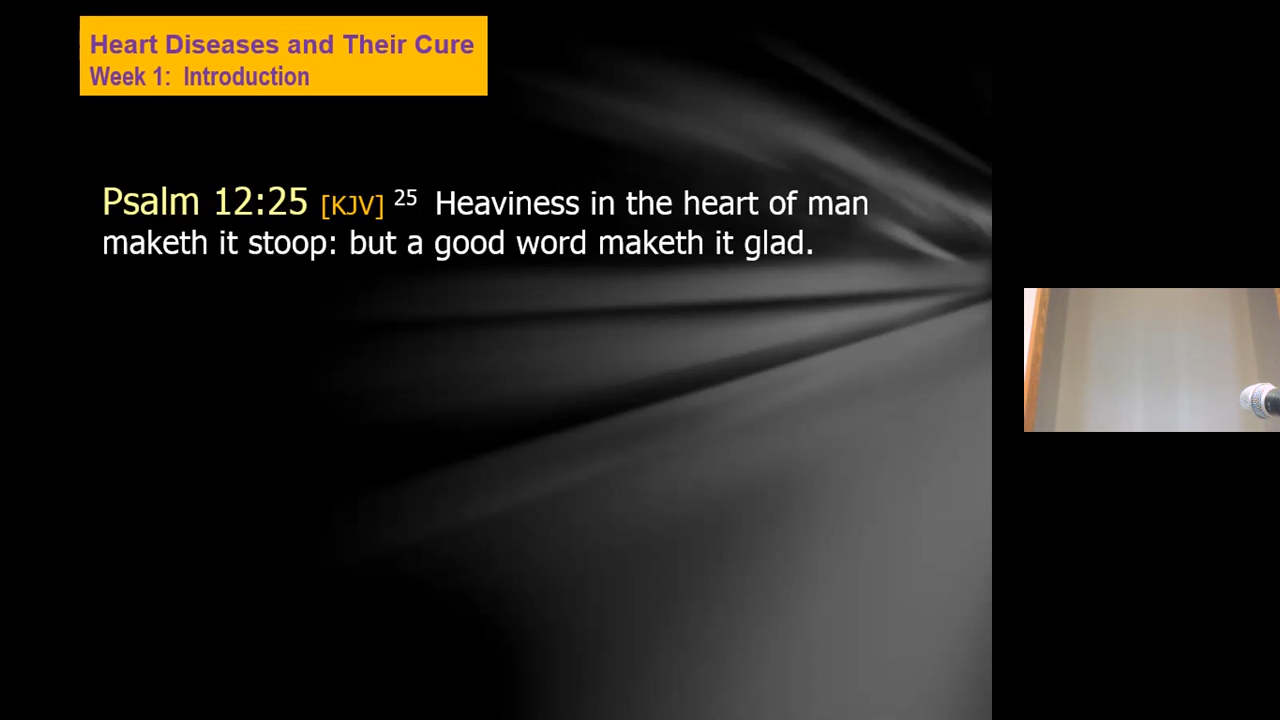 Heart Diseases and Their Cure
Week 1: Introduction
Psalm 12:25 [KJV] 25 Heaviness in the heart of man
maketh it stoop: but a good word maketh it glad.